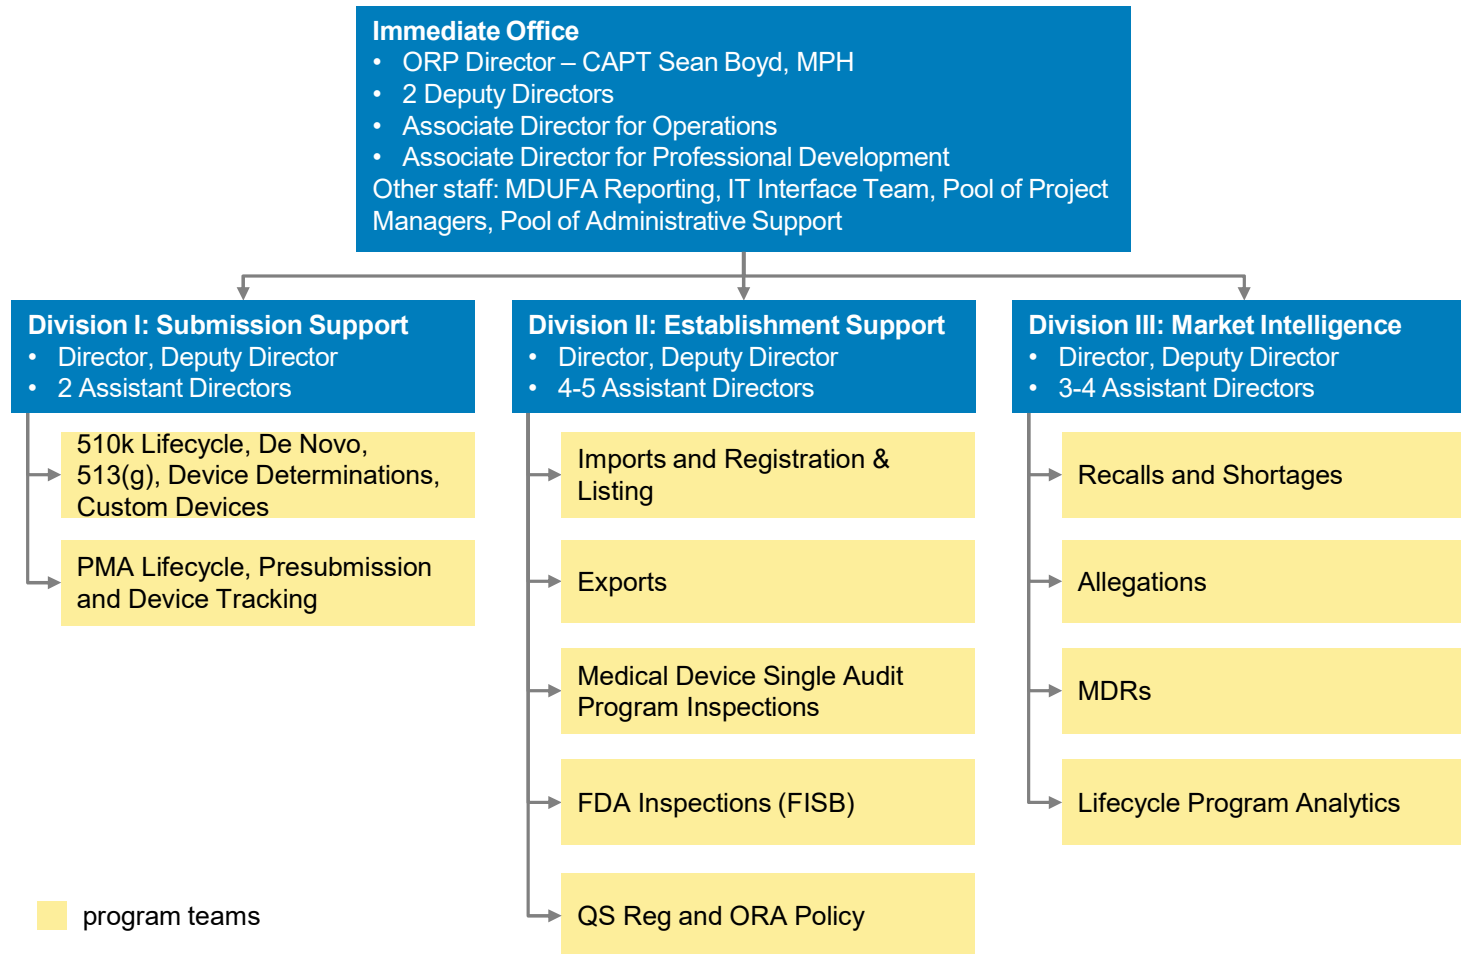 Immediate Office
• ORP Director – CAPT Sean Boyd, MPH
• 2 Deputy Directors
• Associate Director for Operations
• Associate Director for Professional Development
Other staff: MDUFA Reporting, IT Interface Team, Pool of Project
Managers, Pool of Administrative Support
Division I: Submission Support
• Director, Deputy Director
• 2 Assistant Directors
510k Lifecycle, De Novo,
513(g), Device Determinations,
Custom Devices
PMA Lifecycle, Presubmission
and Device Tracking
Division II: Establishment Support
• Director, Deputy Director
• 4-5 Assistant Directors
Imports and Registration &
Listing
Exports
Medical Device Single Audit
Program Inspections
FDA Inspections (FISB)
QS Reg and ORA Policy
Division III: Market Intelligence
• Director, Deputy Director
• 3-4 Assistant Directors
Recalls and Shortages
Allegations
MDRs
Lifecycle Program Analytics
program teams